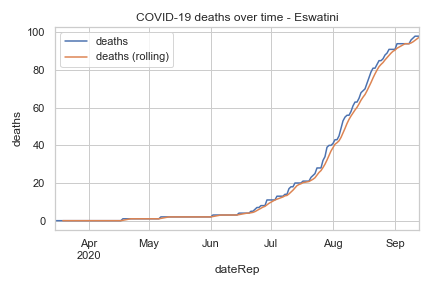 COVID-19 deaths over time - Eswatini
deaths
deaths (rolling)
100
80
60
40
20
0
deaths
Apr
2020
May
Jun
Jul
Aug
Sep
dateRep